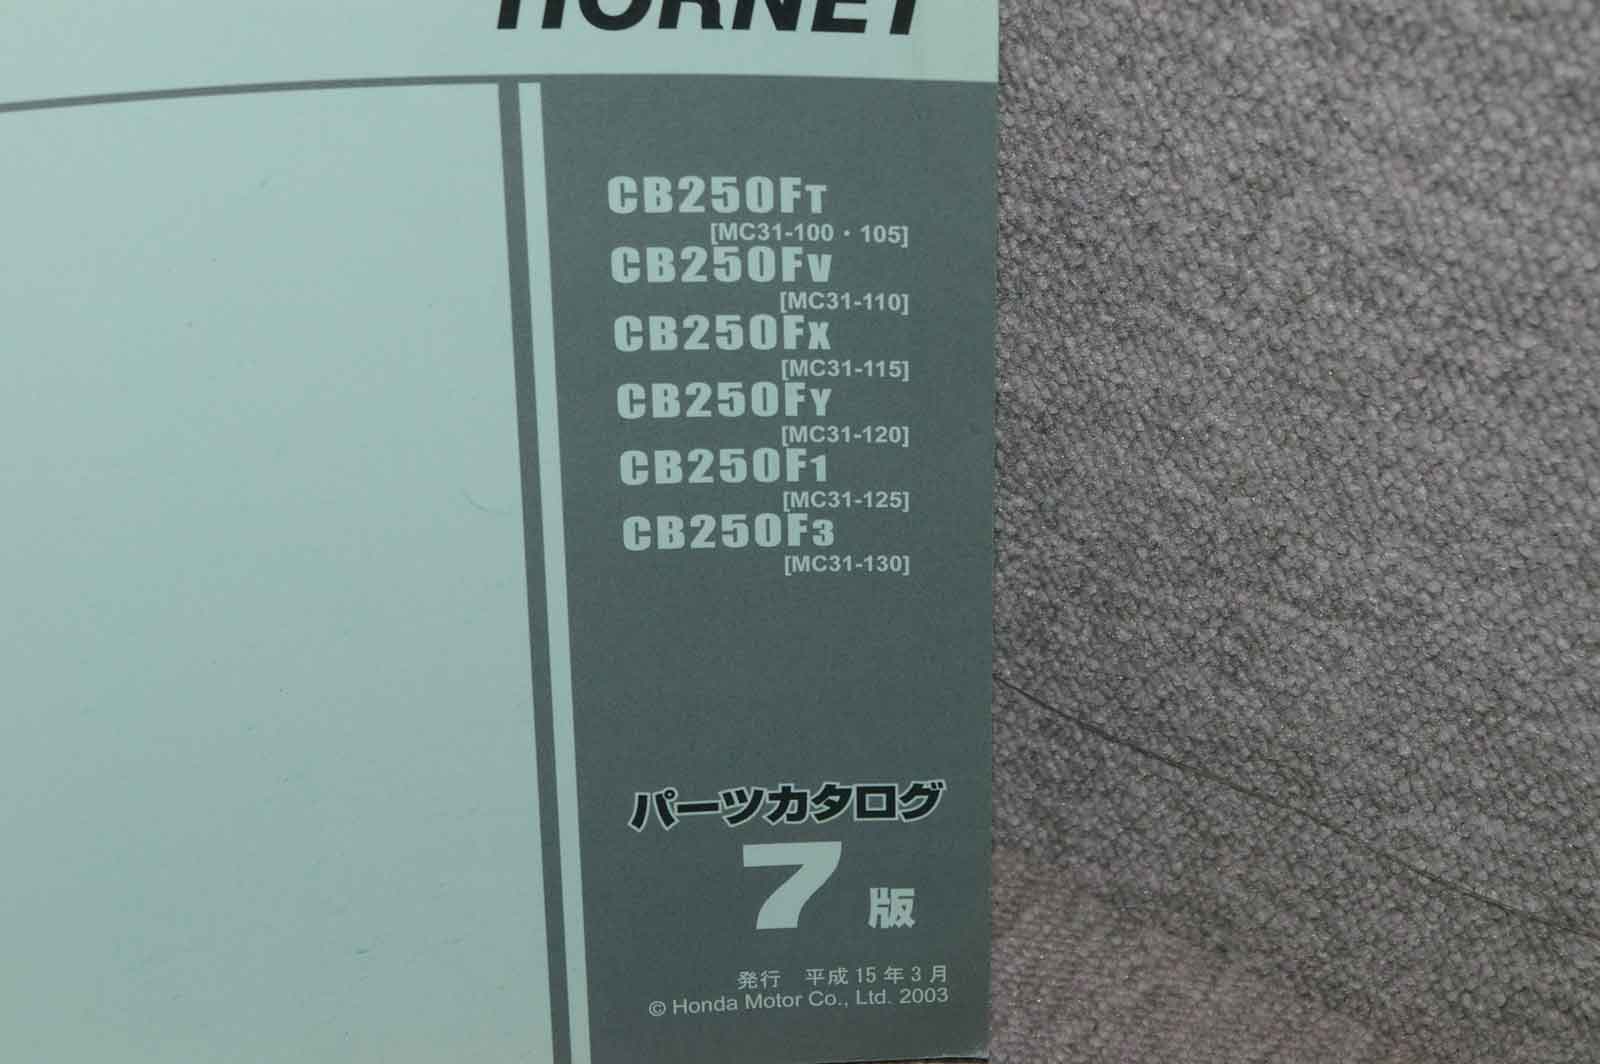 HORNET
CB250FT
[MC31-100・105]
CB250FV
[MC31-110]
CB250FX
[MC31-115]
CB250FY
[MC31-120]
CB250F1
[MC31-125]
CB250F3
[MC31-130]
パーツカタログ
7版
発行 平成15年3月
© Honda Motor Co., Ltd. 2003